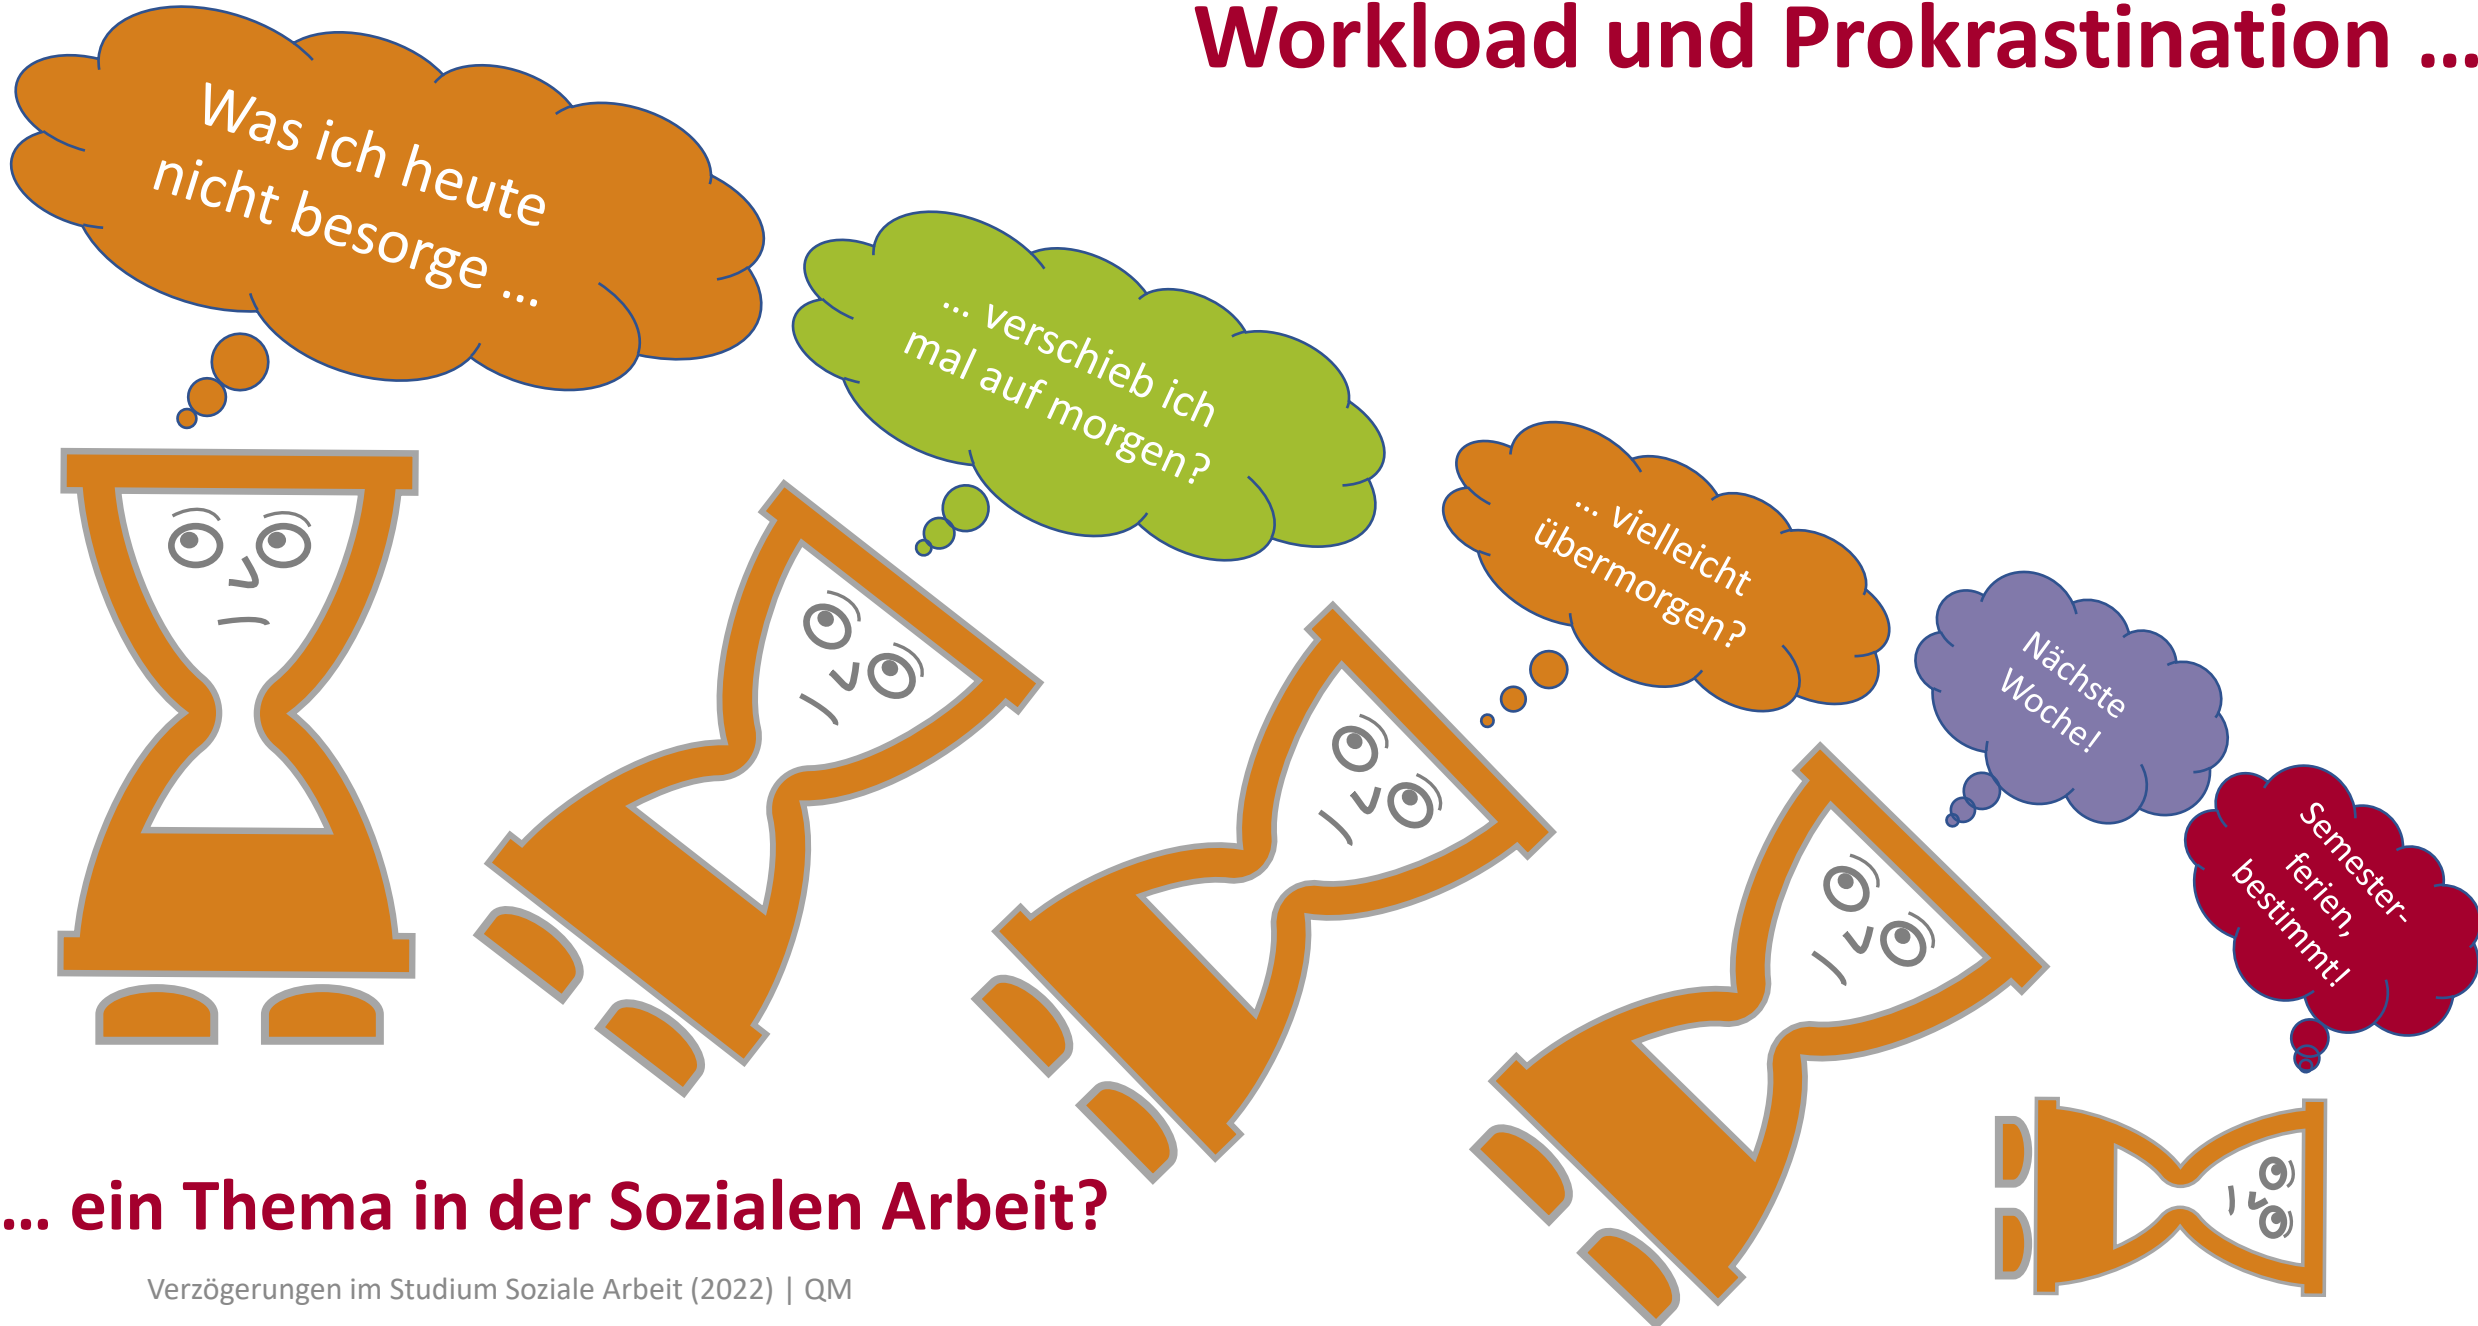 Workload und Prokrastination ...
Was ich heute
nicht besorge ...
... verschieb ich
mal auf morgen?
... vielleicht
übermorgen?
Nächste
Woche!
Semester-
ferien,
bestimmt!
... ein Thema in der Sozialen Arbeit?
Verzögerungen im Studium Soziale Arbeit (2022) | QM